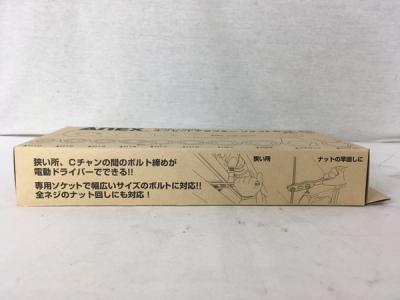 ANEX
狭い所、Cチャンの間のボルト締めが
電動ドライバーでできる!!
専用ソケットで幅広いサイズのボルトに対応!!
全ネジのナット回しにも対応!
狭い所
ナットの早回しに